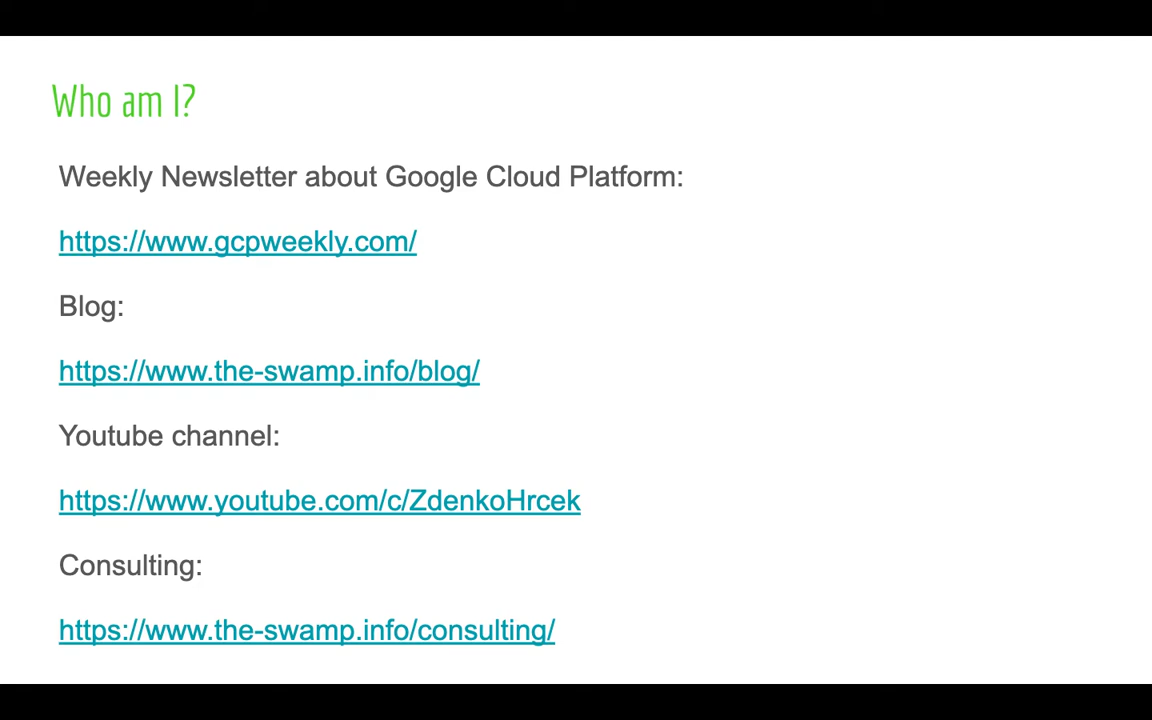 Who am I?
Weekly Newsletter about Google Cloud Platform:
https://www.gcpweekly.com/
Blog:
https://www.the-swamp.info/blog/
Youtube channel:
https://www.youtube.com/c/ZdenkoHrcek
Consulting:
https://www.the-swamp.info/consulting/